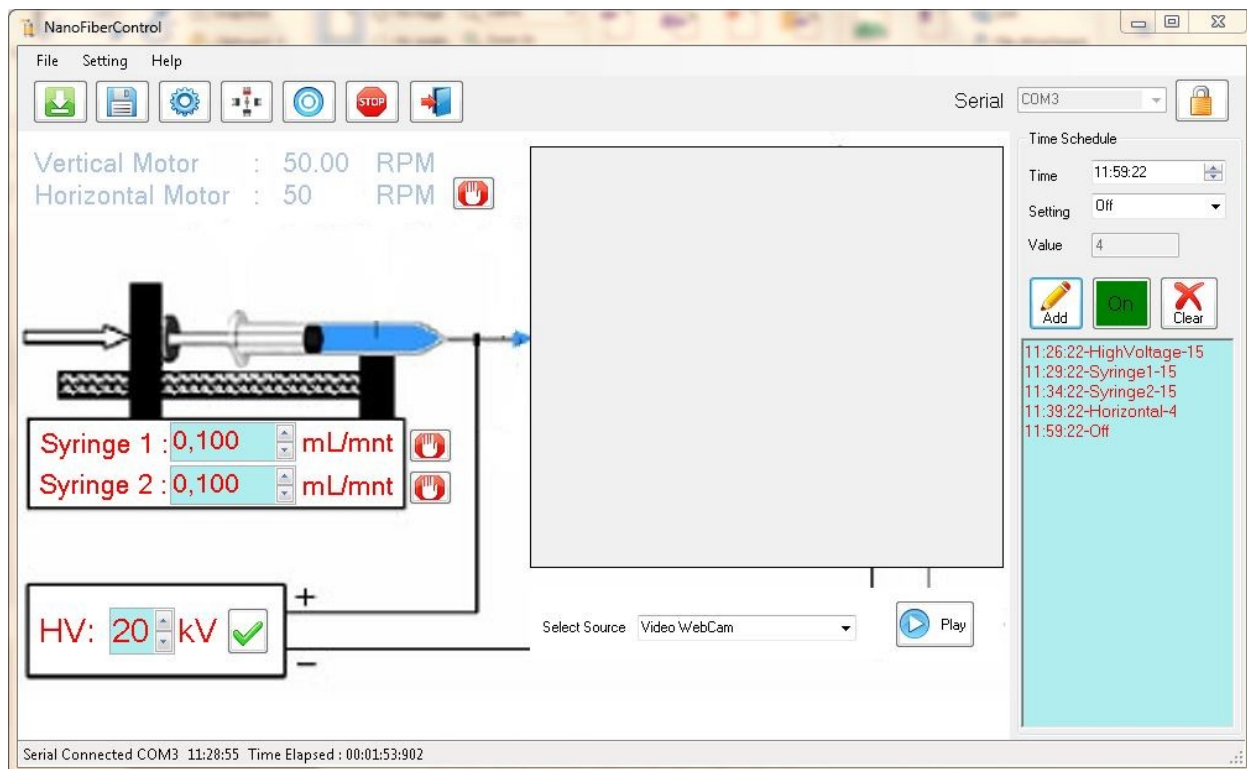 NanoFiberControl
File Setting Help
STOP
Serial COM3
Vertical Motor : 50.00 RPM
Horizontal Motor : 50 RPM
Time Schedule
Time 11:59:22
Setting Off
Value 4
Add On Clear
11:26:22-HighVoltage-15
11:29:22-Syringe1-15
11:34:22-Syringe2-15
11:39:22-Horizontal-4
11:59:22-Off
Syringe 1 : 0,100 mL/mnt
Syringe 2 : 0,100 mL/mnt
+
HV: 20 kV
−
Select Source Video WebCam Play
Serial Connected COM3 11:28:55 Time Elapsed : 00:01:53:902